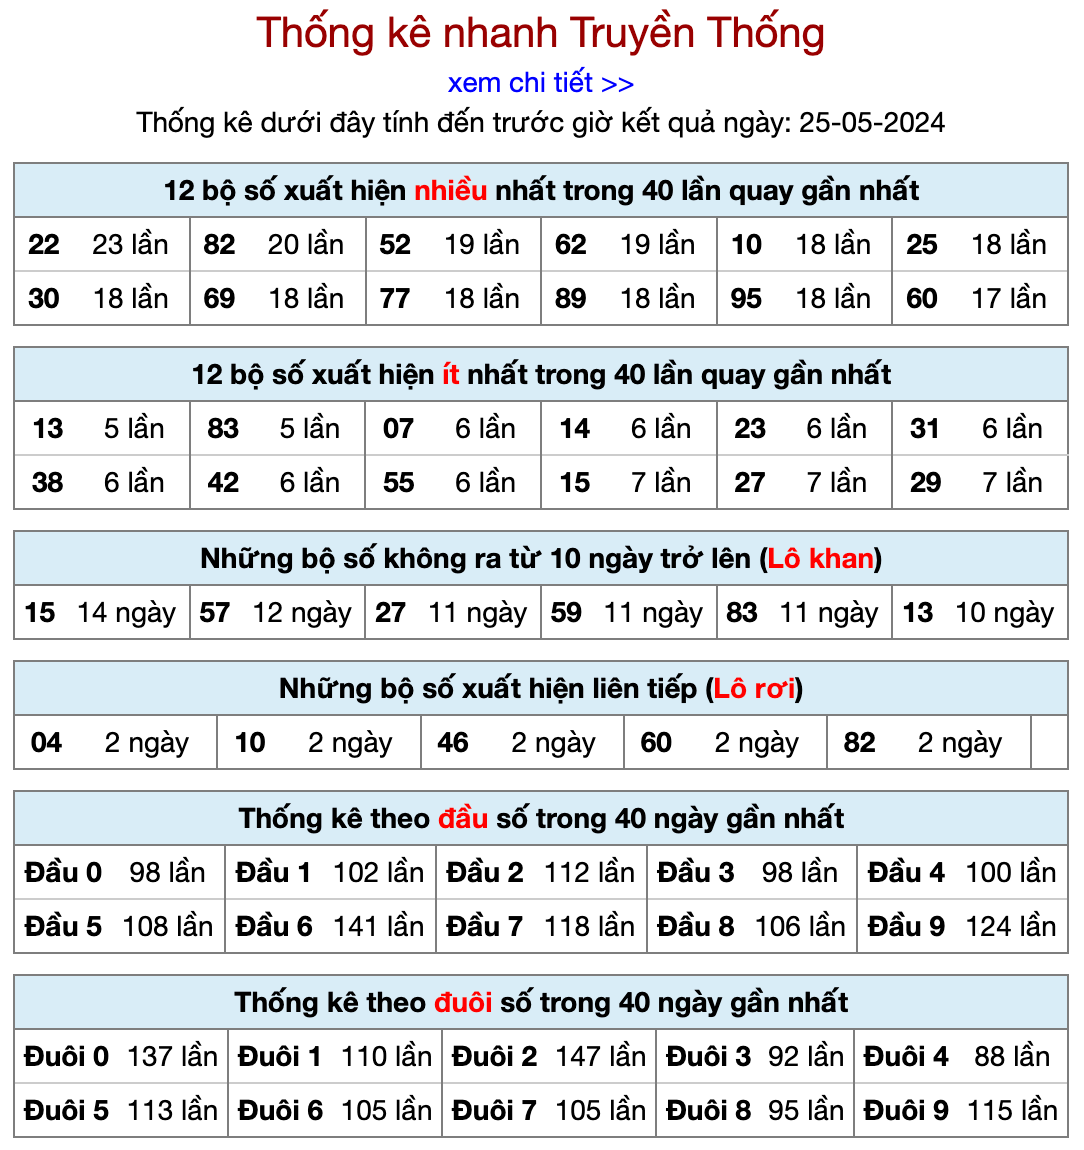 Thống kê nhanh Truyền Thống
xem chi tiết >>
Thống kê dưới đây tính đến trước giờ kết quả ngày: 25-05-2024
12 bộ số xuất hiện nhiều nhất trong 40 lần quay gần nhất
22 23 lần 82 20 lần 52 19 lần 62 19 lần 10 18 lần 25 18 lần
30 18 lần 69 18 lần 77 18 lần 89 18 lần 95 18 lần 60 17 lần
12 bộ số xuất hiện ít nhất trong 40 lần quay gần nhất
13 5 lần 83 5 lần 07 6 lần 14 6 lần 23 6 lần 31 6 lần
38 6 lần 42 6 lần 55 6 lần 15 7 lần 27 7 lần 29 7 lần
Những bộ số không ra từ 10 ngày trở lên (Lô khan)
15 14 ngày 57 12 ngày 27 11 ngày 59 11 ngày 83 11 ngày 13 10 ngày
Những bộ số xuất hiện liên tiếp (Lô rơi)
04 2 ngày 10 2 ngày 46 2 ngày 60 2 ngày 82 2 ngày
Thống kê theo đầu số trong 40 ngày gần nhất
Đầu 0 98 lần Đầu 1 102 lần Đầu 2 112 lần Đầu 3 98 lần Đầu 4 100 lần
Đầu 5 108 lần Đầu 6 141 lần Đầu 7 118 lần Đầu 8 106 lần Đầu 9 124 lần
Thống kê theo đuôi số trong 40 ngày gần nhất
Đuôi 0 137 lần Đuôi 1 110 lần Đuôi 2 147 lần Đuôi 3 92 lần Đuôi 4 88 lần
Đuôi 5 113 lần Đuôi 6 105 lần Đuôi 7 105 lần Đuôi 8 95 lần Đuôi 9 115 lần